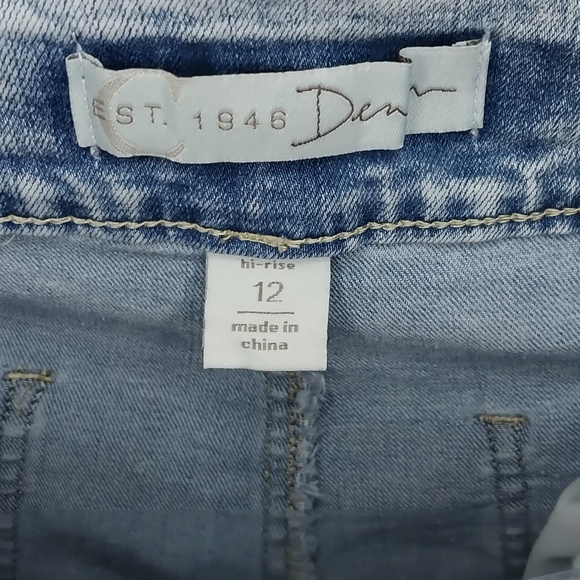 EST. 1946 Den
hi-rise
12
made in
china